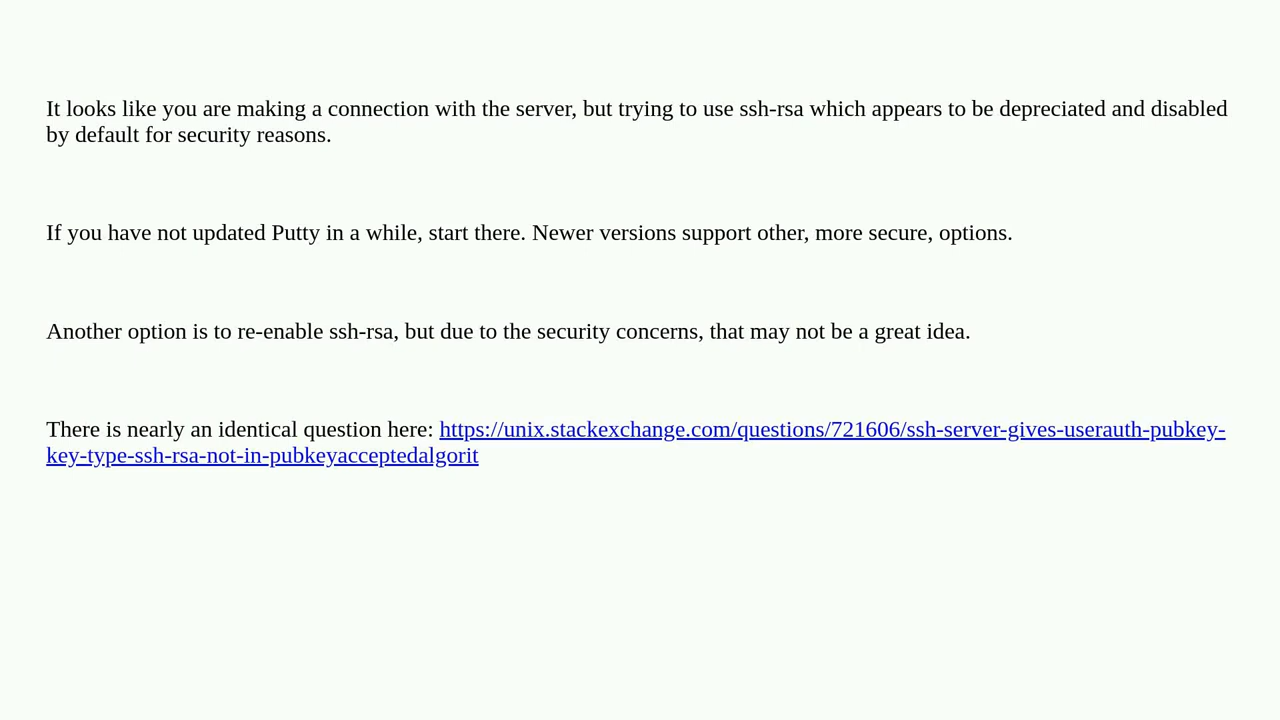 It looks like you are making a connection with the server, but trying to use ssh-rsa which appears to be depreciated and disabled
by default for security reasons.
If you have not updated Putty in a while, start there. Newer versions support other, more secure, options.
Another option is to re-enable ssh-rsa, but due to the security concerns, that may not be a great idea.
There is nearly an identical question here: https://unix.stackexchange.com/questions/721606/ssh-server-gives-userauth-pubkey-
key-type-ssh-rsa-not-in-pubkeyacceptedalgorit